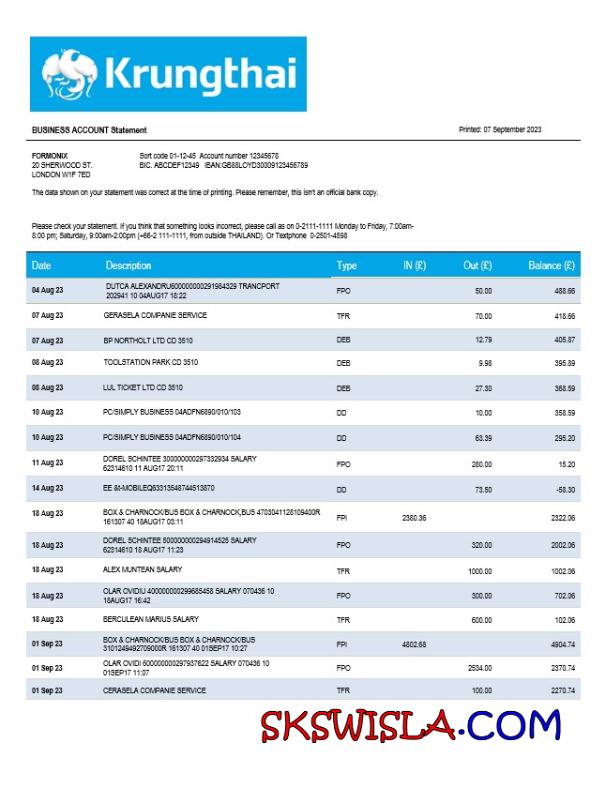 Krungthai
BUSINESS ACCOUNT Statement
Printed: 07 September 2023
FORMONIX
Sort code 01-12-45 Account number 12345678
20 SHERWOOD ST.
BIC. ABCDEF12349 IBAN:GB88LOYD30009123456789
LONDON W1F 7ED
The data shown on your statement was correct at the time of printing. Please remember, this isn't an official bank copy.
Please check your statement. If you think that something looks incorrect, please call as on 0-2111-1111 Monday to Friday, 7:00am-
8:00 pm; Saturday, 9:00am-2:00pm (+66-2 111-1111, from outside THAILAND). Or Textphone 0-2501-4598
Date Description Type IN (£) Out (£) Balance (£)
04 Aug 23 DUTCA ALEXANDRU600000000291984329 TRANCPORT FPO 50.00 488.66
202941 10 04AUG17 18:22
07 Aug 23 GERASELA COMPANIE SERVICE TFR 70.00 418.66
07 Aug 23 BP NORTHOLT LTD CD 3510 DEB 12.79 405.87
08 Aug 23 TOOLSTATION PARK CD 3510 DEB 9.98 395.89
08 Aug 23 LUL TICKET LTD CD 3510 DEB 27.30 368.59
10 Aug 23 PC/SIMPLY BUSINESS 04ADFN6890/010/103 DD 10.00 358.59
10 Aug 23 PC/SIMPLY BUSINESS 04ADFN6890/010/104 DD 63.39 295.20
11 Aug 23 DOREL SCHINTEE 300000000297332934 SALARY FPO 280.00 15.20
62314610 11 AUG17 20:11
14 Aug 23 EE &t-MOBILEQ63313548744513870 DD 73.50 -58.30
18 Aug 23 BOX & CHARNOCK/BUS BOX & CHARNOCK,BUS 4703041128109400R FPI 2380.36 2322.06
161307 40 18AUG17 03:11
18 Aug 23 DOREL SCHINTEE 500000000294914525 SALARY FPO 320.00 2002.06
62314610 18 AUG17 11:23
18 Aug 23 ALEX MUNTEAN SALARY TFR 1000.00 1002.06
18 Aug 23 OLAR OVIDIU 400000000299685458 SALARY 070436 10 FPO 300.00 702.06
18AUG17 16:42
18 Aug 23 BERCULEAN MARIUS SALARY TFR 600.00 102.06
01 Sep 23 BOX & CHARNOCK/BUS BOX & CHARNOCK/BUS FPI 4802.68 4904.74
3101249492709000R 161307 40 01SEP17 10:27
01 Sep 23 OLAR OVIDI 600000000297937622 SALARY 070436 10 FPO 2534.00 2370.74
01SEP17 11:07
01 Sep 23 CERASELA COMPANIE SERVICE TFR 100.00 2270.74
SKSWISLA.COM